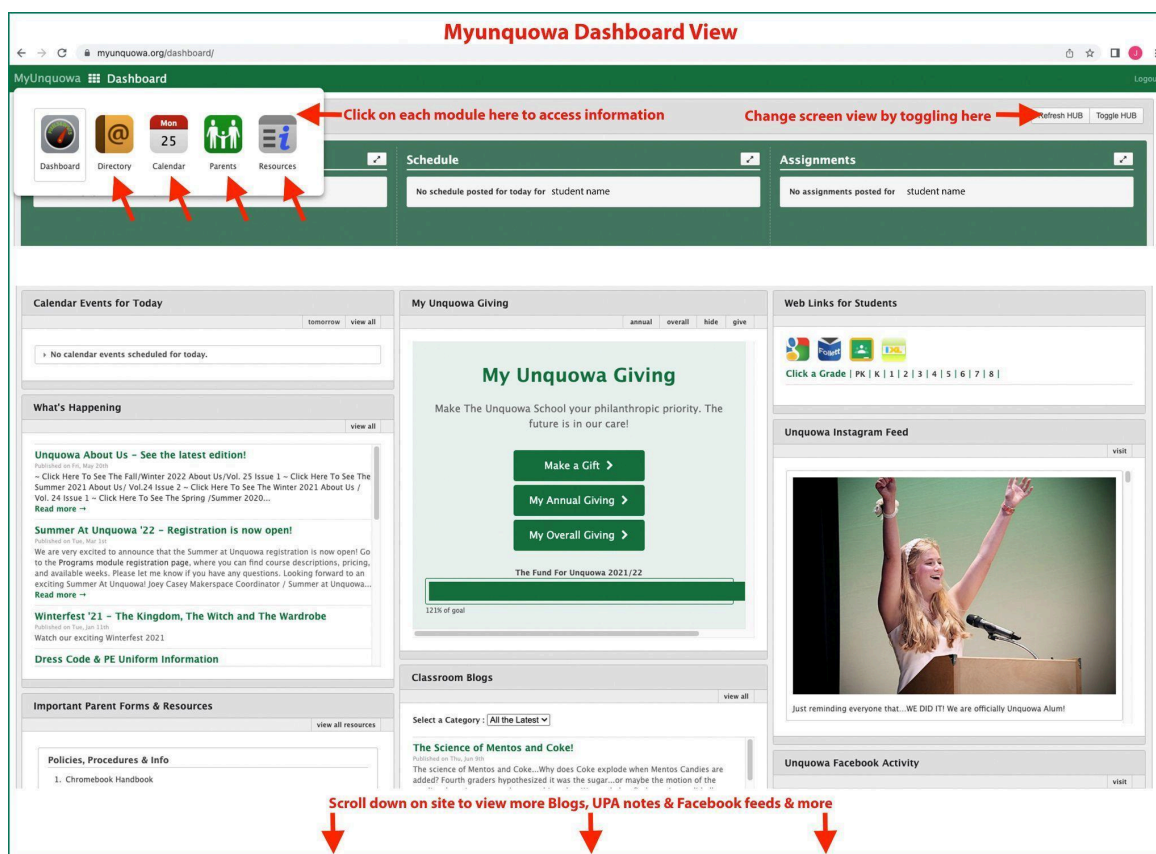 Myunquowa Dashboard View
myunquowa.org/dashboard/
J
MyUnquowa Dashboard
Logou
Click on each module here to access information
Change screen view by toggling here
Refresh HUB Toggle HUB
@
Mon
25
Dashboard Directory Calendar Parents Resources
Schedule
Assignments
No schedule posted for today for student name
No assignments posted for student name
Calendar Events for Today
tomorrow view all
No calendar events scheduled for today.
What's Happening
view all
Unquowa About Us – See the latest edition!
Published on Fri, May 20th
~ Click Here To See The Fall/Winter 2022 About Us/Vol. 25 Issue 1 ~ Click Here To See The
Summer 2021 About Us/ Vol.24 Issue 2 ~ Click Here To See The Winter 2021 About Us /
Vol. 24 Issue 1 ~ Click Here To See The Spring /Summer 2020...
Read more →
Summer At Unquowa '22 – Registration is now open!
Published on Tue, Mar 1st
We are very excited to announce that the Summer at Unquowa registration is now open! Go
to the Programs module registration page, where you can find course descriptions, pricing,
and available weeks. Please let me know if you have any questions. Looking forward to an
exciting Summer At Unquowa! Joey Casey Makerspace Coordinator / Summer at Unquowa...
Read more →
Winterfest '21 – The Kingdom, The Witch and The Wardrobe
Published on Tue, Jan 11th
Watch our exciting Winterfest 2021
Dress Code & PE Uniform Information
Important Parent Forms & Resources
view all resources
Policies, Procedures & Info
1. Chromebook Handbook
My Unquowa Giving
annual overall hide give
My Unquowa Giving
Make The Unquowa School your philanthropic priority. The
future is in our care!
Make a Gift
My Annual Giving
My Overall Giving
The Fund For Unquowa 2021/22
121% of goal
Classroom Blogs
view all
Select a Category : All the Latest
The Science of Mentos and Coke!
Published on Thu, Jun 9th
The science of Mentos and Coke...Why does Coke explode when Mentos Candies are
added? Fourth graders hypothesized it was the sugar...or maybe the motion of the
Web Links for Students
Follett
IXL
Click a Grade | PK | K | 1 | 2 | 3 | 4 | 5 | 6 | 7 | 8 |
Unquowa Instagram Feed
visit
Just reminding everyone that...WE DID IT! We are officially Unquowa Alum!
Unquowa Facebook Activity
visit
Scroll down on site to view more Blogs, UPA notes & Facebook feeds & more